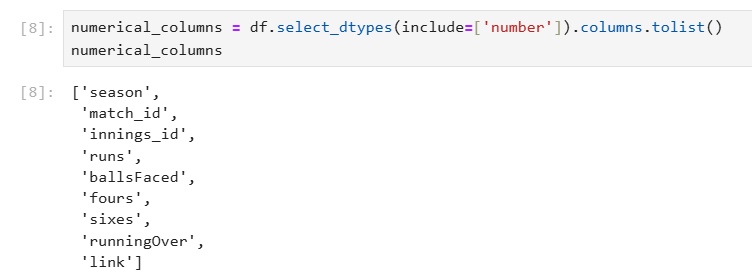 [8]: numerical_columns = df.select_dtypes(include=['number']).columns.tolist()
numerical_columns
[8]: ['season',
'match_id',
'innings_id',
'runs',
'ballsFaced',
'fours',
'sixes',
'runningOver',
'link']